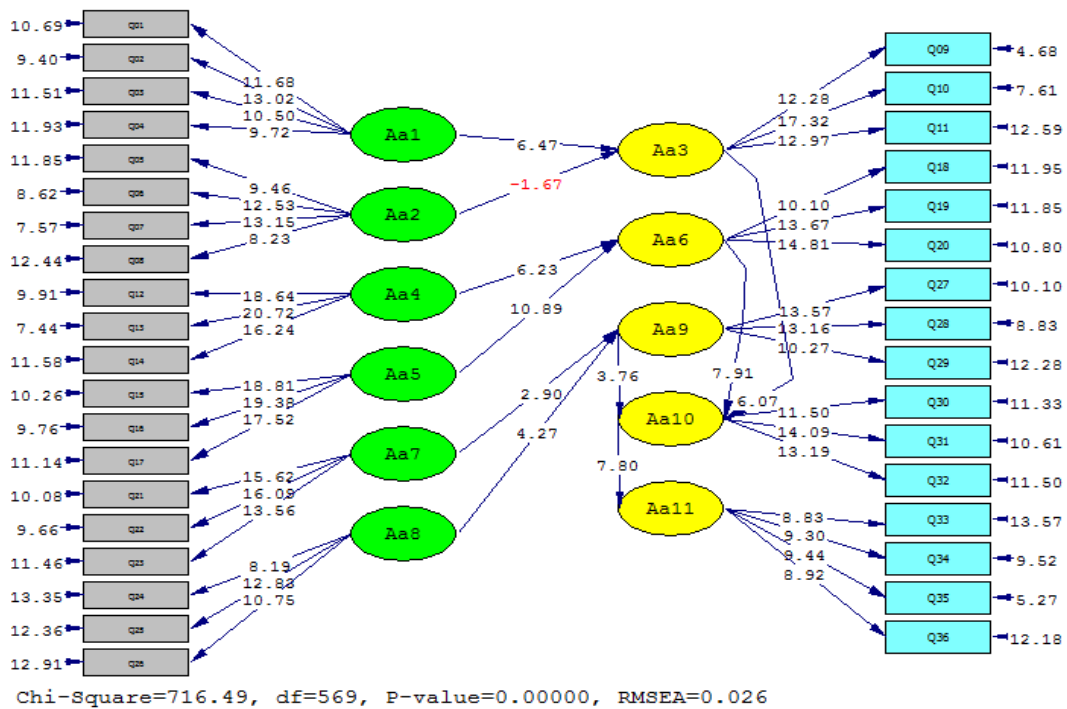 10.69 Q01
9.40 Q02
11.51 Q03
11.93 Q04
11.85 Q05
8.62 Q06
7.57 Q07
12.44 Q08
9.91 Q12
7.44 Q13
11.58 Q14
10.26 Q15
9.76 Q16
11.14 Q17
10.08 Q21
9.66 Q22
11.46 Q23
13.35 Q24
12.36 Q25
12.91 Q26
11.68
13.02
10.50
9.72
9.46
12.53
13.15
8.23
18.64
20.72
16.24
18.81
19.38
17.52
15.62
16.09
13.56
8.19
12.83
10.75
Aa1
Aa2
Aa4
Aa5
Aa7
Aa8
6.47
-1.67
6.23
10.89
2.90
4.27
Aa3
Aa6
Aa9
3.76
Aa10
7.80
Aa11
7.91
6.07
12.28
17.32
12.97
10.10
13.67
14.81
13.57
13.16
10.27
11.50
14.09
13.19
8.83
9.30
9.44
8.92
Q09 4.68
Q10 7.61
Q11 12.59
Q18 11.95
Q19 11.85
Q20 10.80
Q27 10.10
Q28 8.83
Q29 12.28
Q30 11.33
Q31 10.61
Q32 11.50
Q33 13.57
Q34 9.52
Q35 5.27
Q36 12.18
Chi-Square=716.49, df=569, P-value=0.00000, RMSEA=0.026